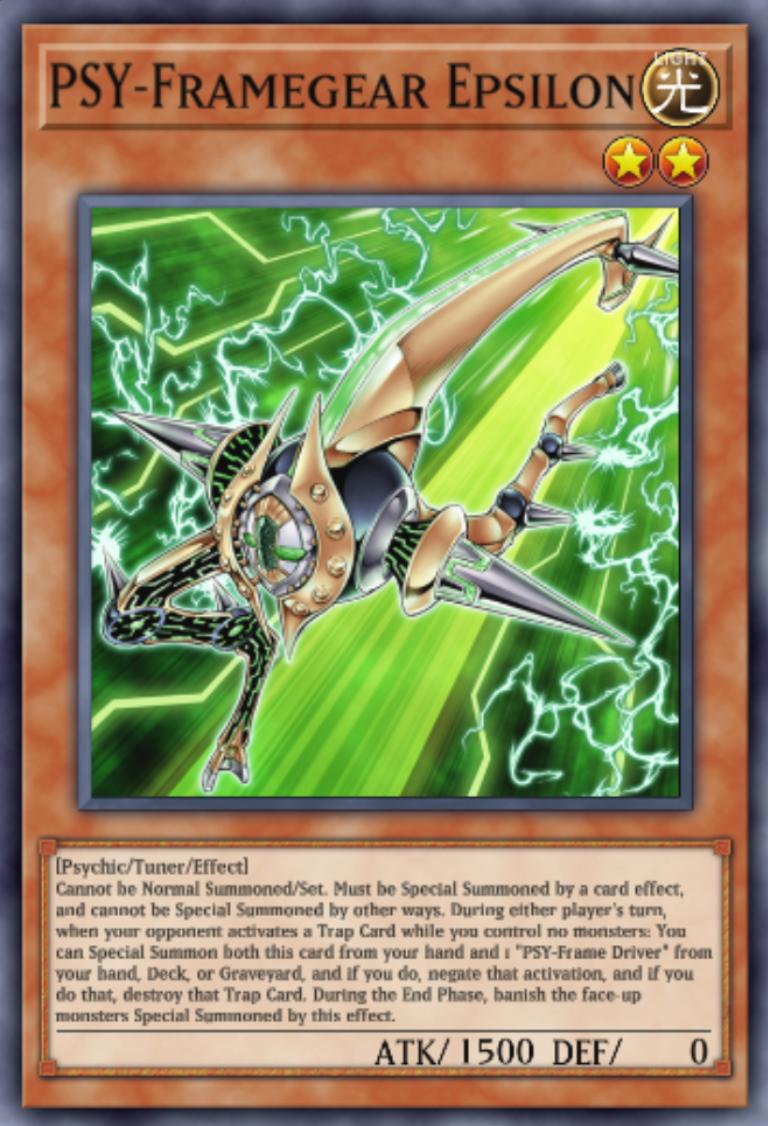 PSY-Framegear Epsilon
LIGHT
光
[Psychic/Tuner/Effect]
Cannot be Normal Summoned/Set. Must be Special Summoned by a card effect,
and cannot be Special Summoned by other ways. During either player's turn,
when your opponent activates a Trap Card while you control no monsters: You
can Special Summon both this card from your hand and 1 "PSY-Frame Driver" from
your hand, Deck, or Graveyard, and if you do, negate that activation, and if you
do that, destroy that Trap Card. During the End Phase, banish the face-up
monsters Special Summoned by this effect.
ATK/ 1500 DEF/ 0